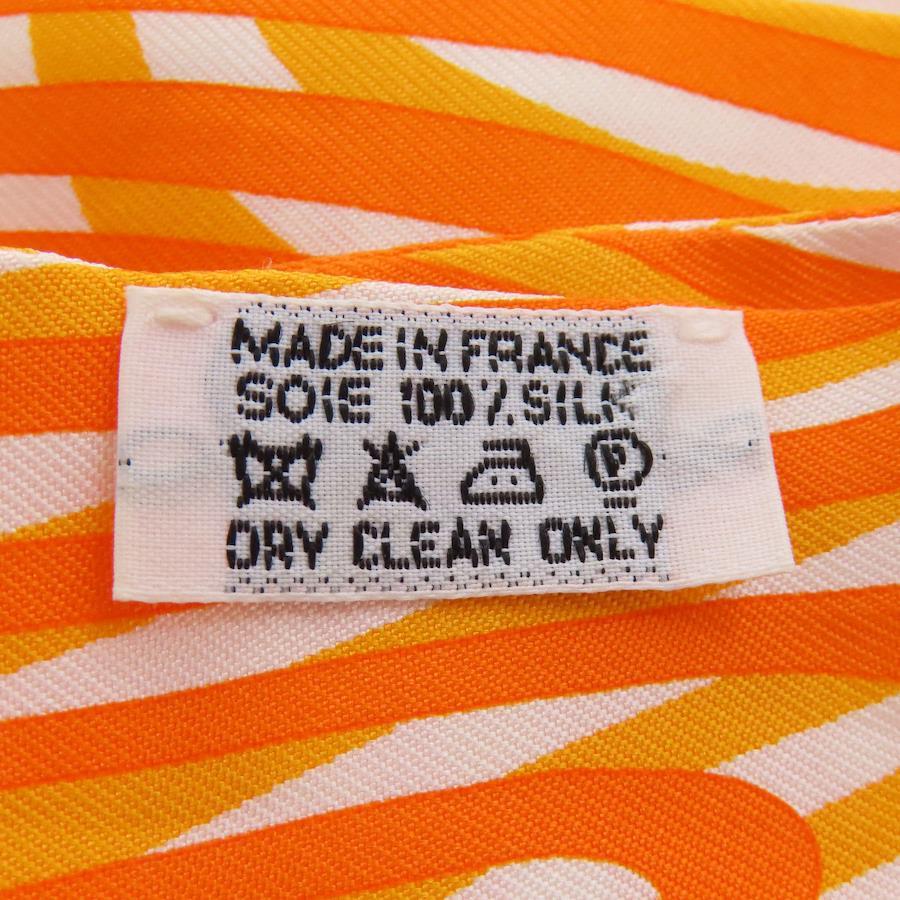 MADE IN FRANCE
SOIE 100% SILK
P
DRY CLEAN ONLY